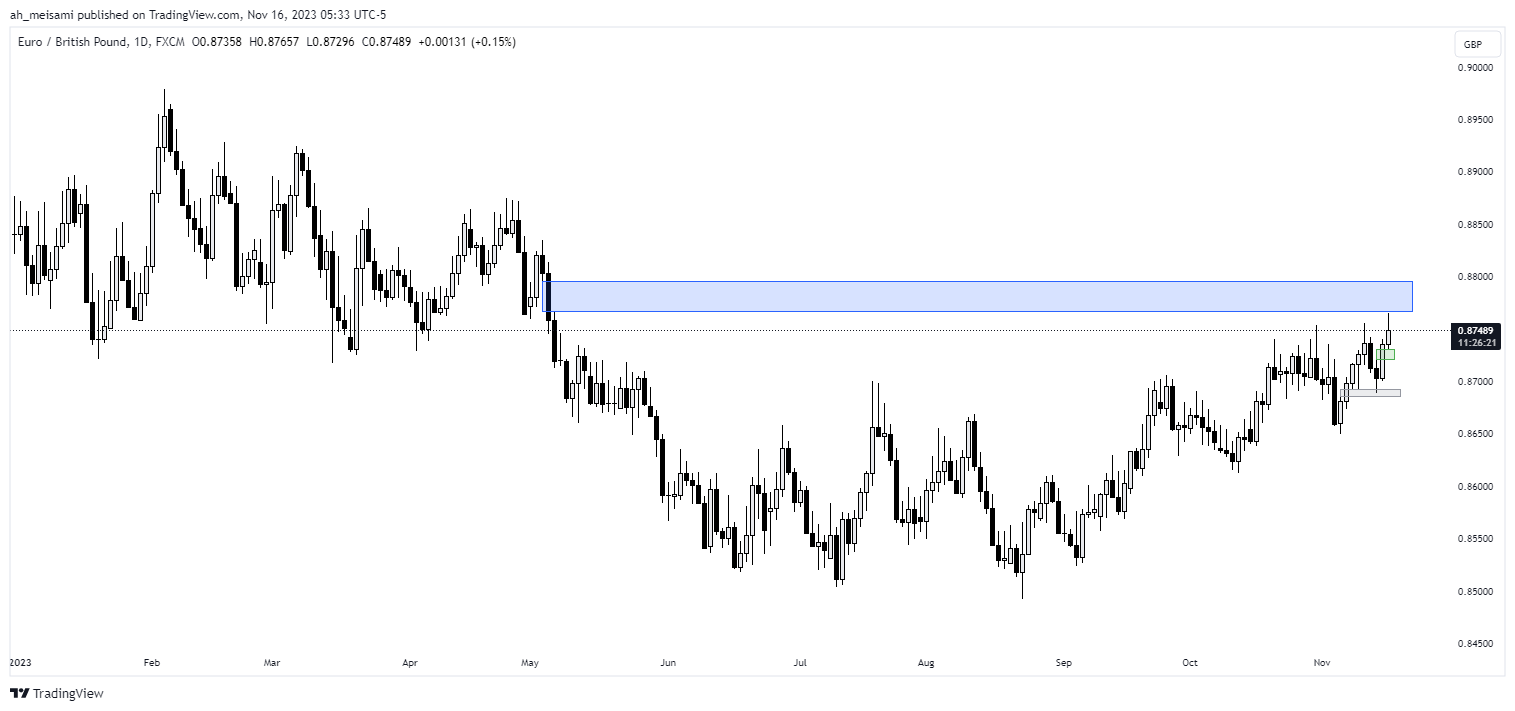 ah_meisami published on TradingView.com, Nov 16, 2023 05:33 UTC-5
Euro / British Pound, 1D, FXCM O0.87358 H0.87657 L0.87296 C0.87489 +0.00131 (+0.15%)
GBP
0.90000
0.89500
0.89000
0.88500
0.88000
0.87489
11:26:21
0.87000
0.86500
0.86000
0.85500
0.85000
0.84500
2023 Feb Mar Apr May Jun Jul Aug Sep Oct Nov
TradingView